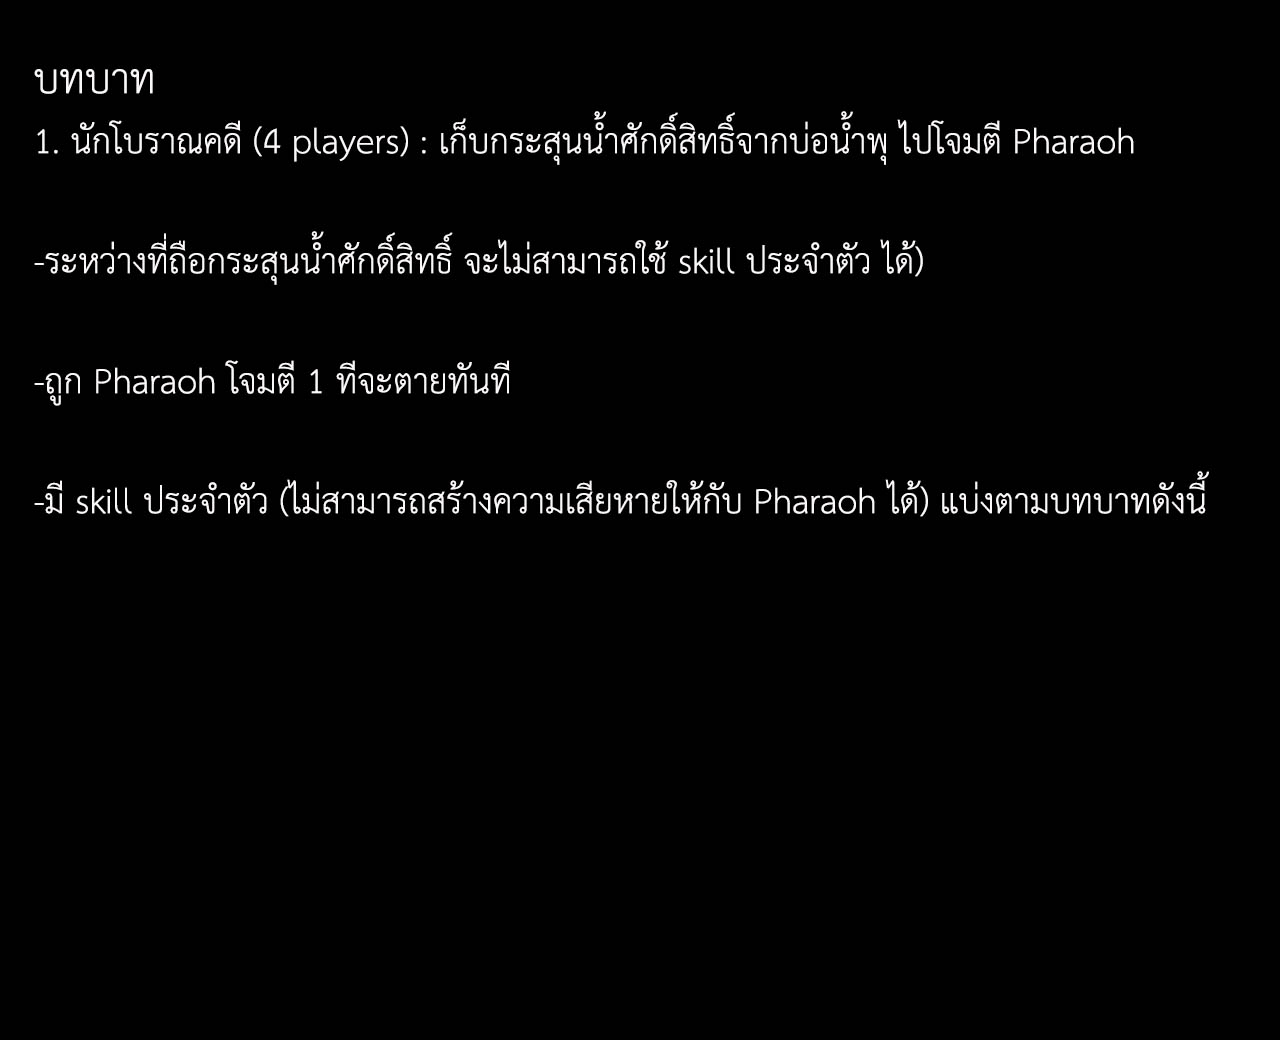 บทบาท
1. นักโบราณคดี (4 players) : เก็บกระสุนน้ำศักดิ์สิทธิ์จากบ่อน้ำพุ ไปโจมตี Pharaoh
-ระหว่างที่ถือกระสุนน้ำศักดิ์สิทธิ์ จะไม่สามารถใช้ skill ประจำตัว ได้)
-ถูก Pharaoh โจมตี 1 ทีจะตายทันที
-มี skill ประจำตัว (ไม่สามารถสร้างความเสียหายให้กับ Pharaoh ได้) แบ่งตามบทบาทดังนี้